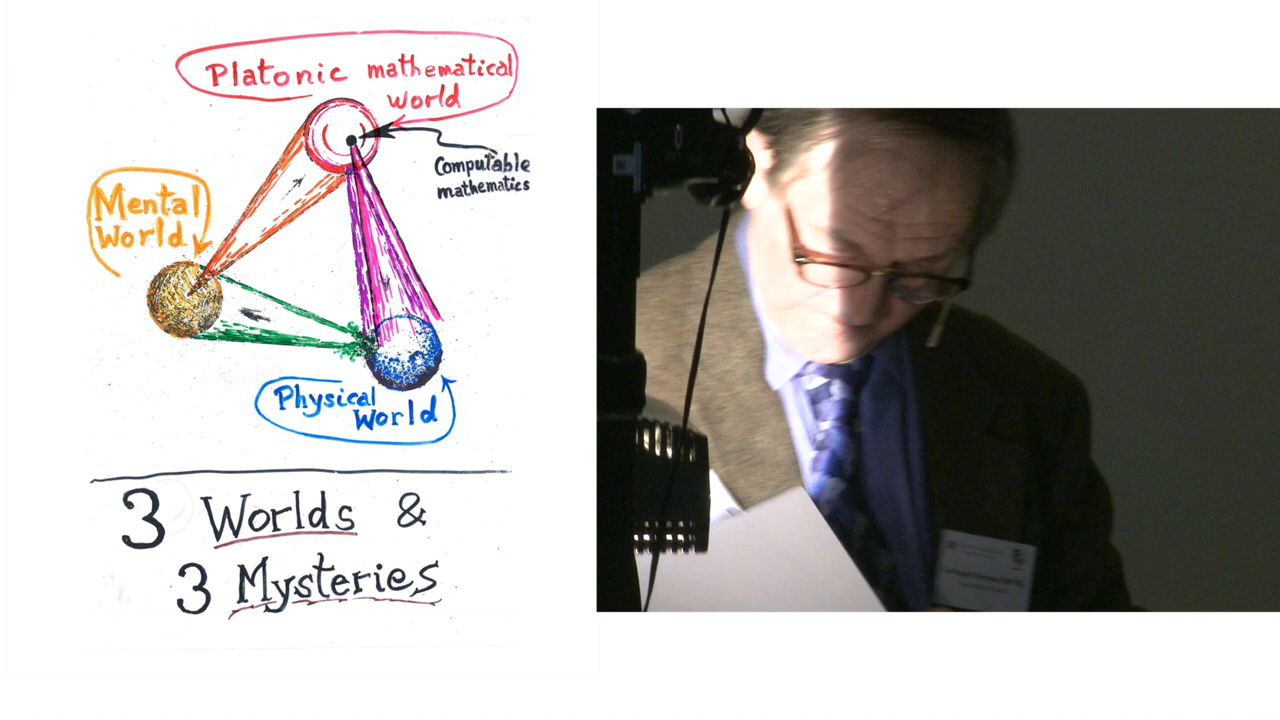 Platonic mathematical
world
Computable
mathematics
Mental
World
Physical
World
3 Worlds &
3 Mysteries